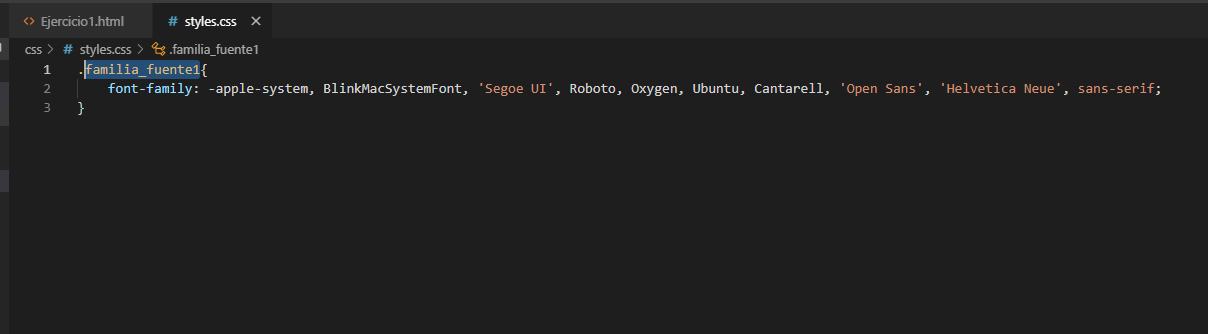 <> Ejercicio1.html # styles.css ×
css > # styles.css > .familia_fuente1
1 .familia_fuente1{
2 font-family: -apple-system, BlinkMacSystemFont, 'Segoe UI', Roboto, Oxygen, Ubuntu, Cantarell, 'Open Sans', 'Helvetica Neue', sans-serif;
3 }